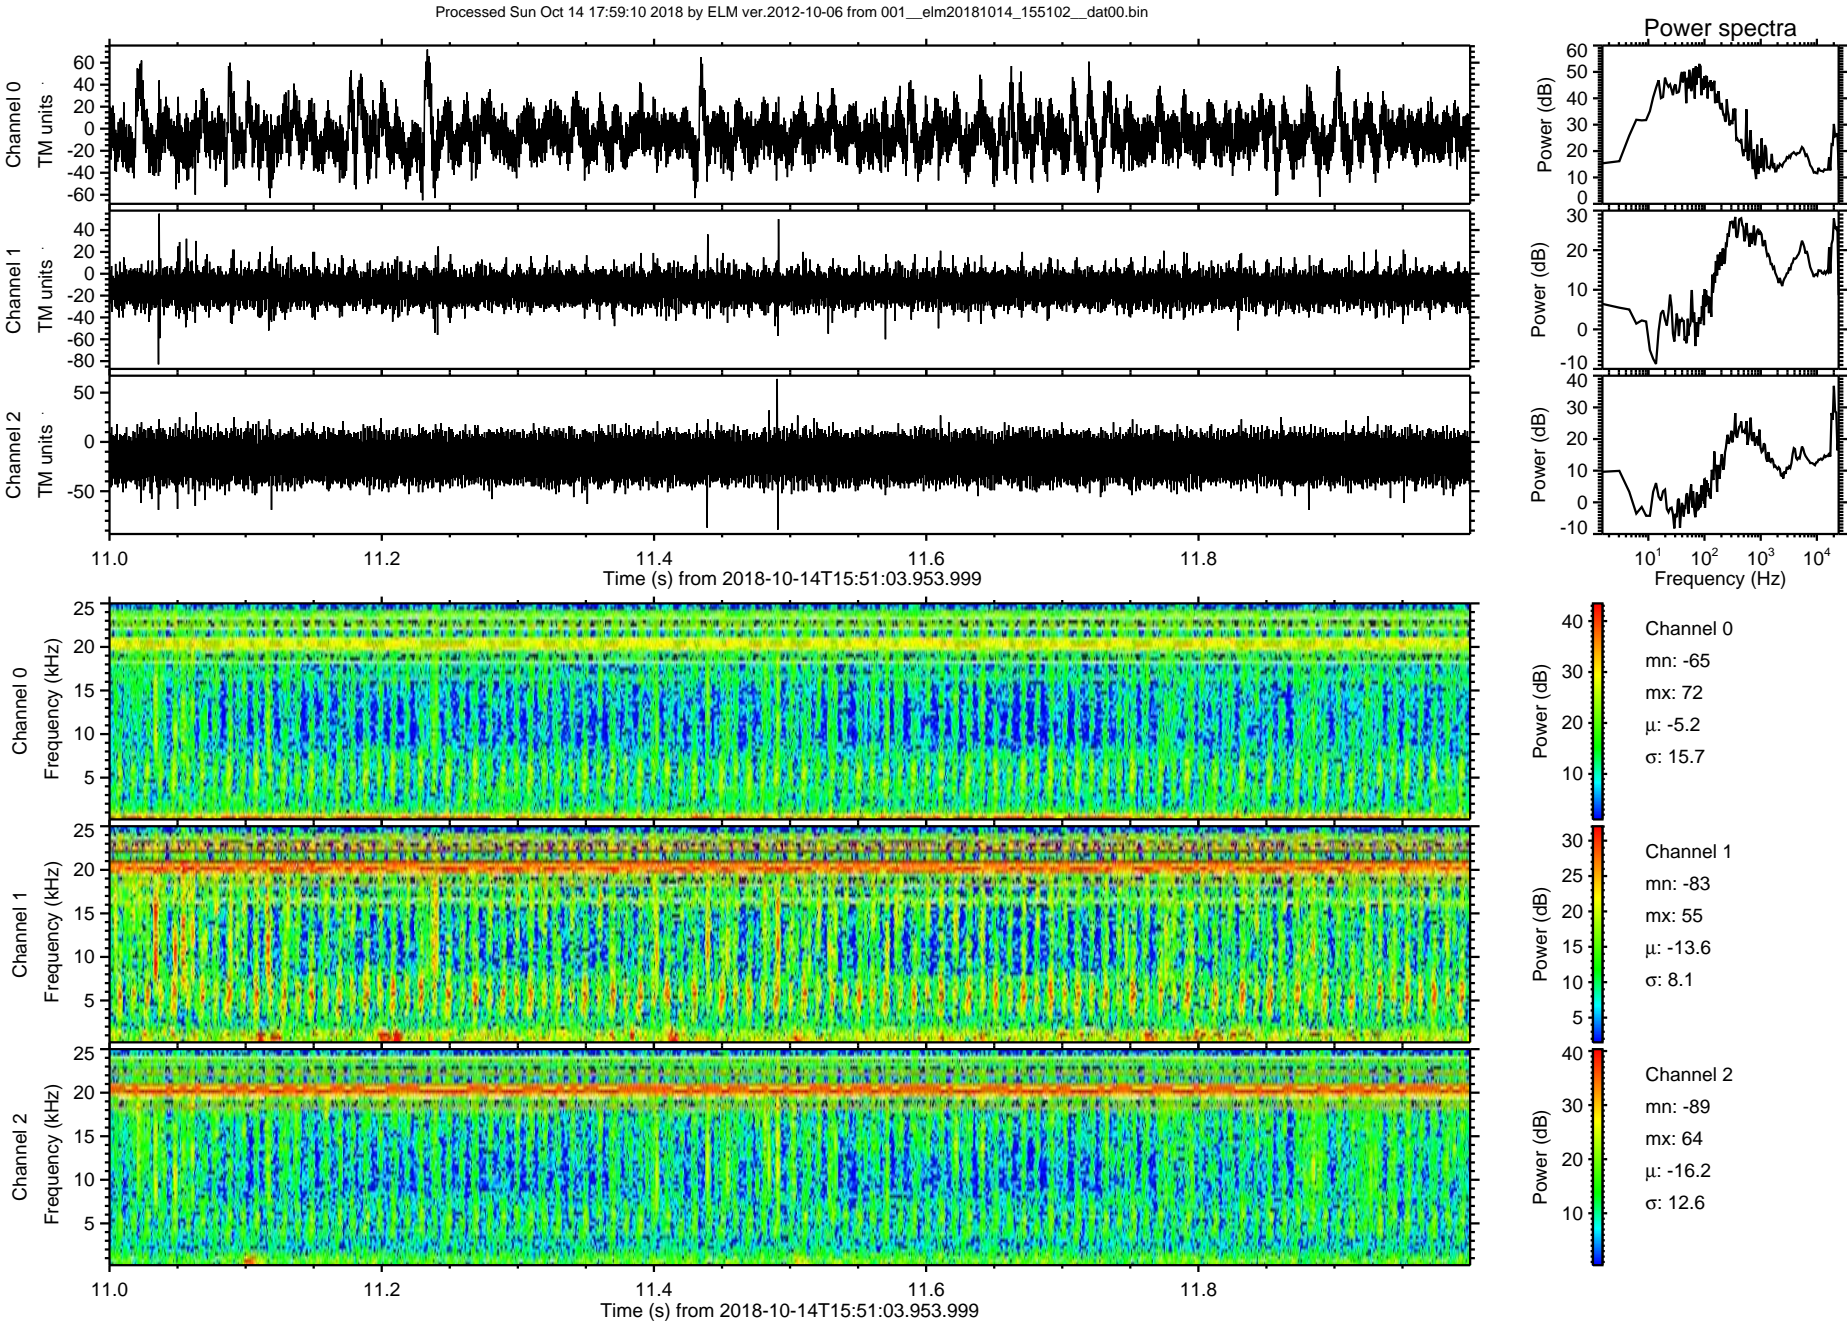 Processed Sun Oct 14 17:59:10 2018 by ELM ver.2012-10-06 from 001__elm20181014_155102__dat00.bin
Power spectra
Channel 0
TM units
60
40
20
0
-20
-40
-60
Power (dB)
60
50
40
30
20
10
0
Channel 1
TM units
40
20
0
-20
-40
-60
-80
Power (dB)
30
20
10
0
-10
Channel 2
TM units
50
0
-50
Power (dB)
40
30
20
10
0
-10
11.0 11.2 11.4 11.6 11.8
Time (s) from 2018-10-14T15:51:03.953.999
10¹ 10² 10³ 10⁴
Frequency (Hz)
Channel 0
Frequency (kHz)
25
20
15
10
5
Power (dB)
40
30
20
10
Channel 0
mn: -65
mx: 72
μ: -5.2
σ: 15.7
Channel 1
Frequency (kHz)
25
20
15
10
5
Power (dB)
30
25
20
15
10
5
Channel 1
mn: -83
mx: 55
μ: -13.6
σ: 8.1
Channel 2
Frequency (kHz)
25
20
15
10
5
Power (dB)
40
30
20
10
Channel 2
mn: -89
mx: 64
μ: -16.2
σ: 12.6
11.0 11.2 11.4 11.6 11.8
Time (s) from 2018-10-14T15:51:03.953.999